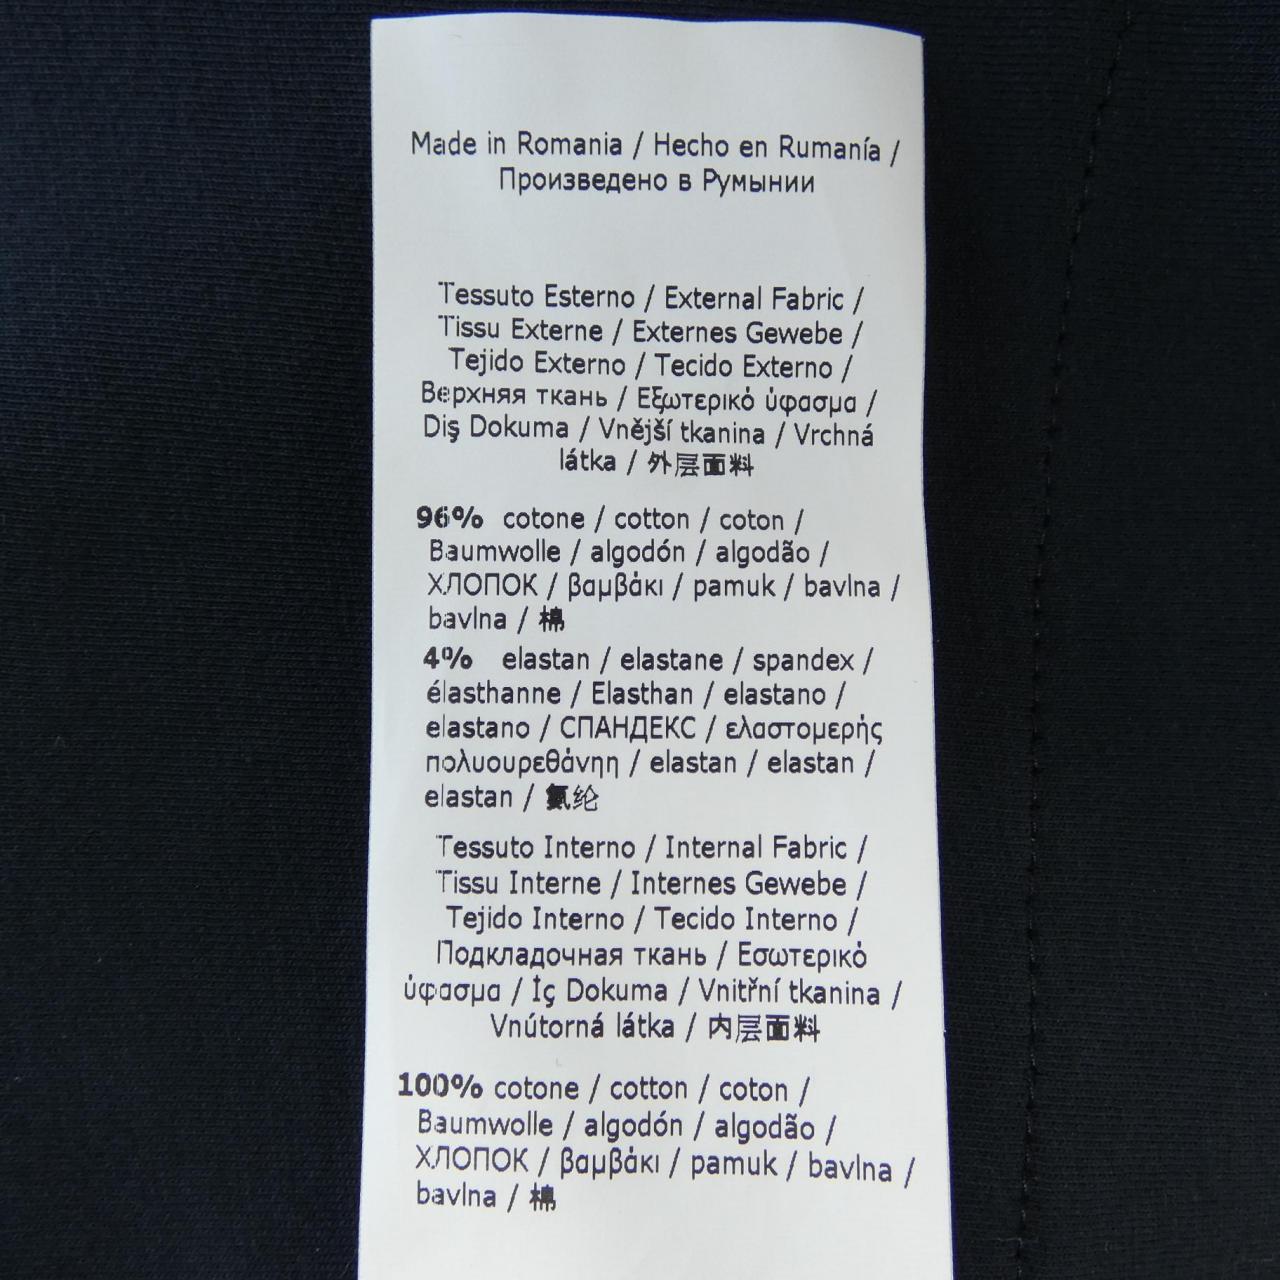 Made in Romania / Hecho en Rumanía /
Произведено в Румынии
Tessuto Esterno / External Fabric /
Tissu Externe / Externes Gewebe /
Tejido Externo / Tecido Externo /
Верхняя ткань / Εξωτερικό ύφασμα /
Diş Dokuma / Vnější tkanina / Vrchná
látka / 外层面料
96% cotone / cotton / coton /
Baumwolle / algodón / algodão /
ХЛОПОК / βαμβάκι / pamuk / bavlna /
bavlna / 棉
4% elastan / elastane / spandex /
élasthanne / Elasthan / elastano /
elastano / СПАНДЕКС / ελαστομερής
πολυουρεθάνηη / elastan / elastan /
elastan / 氨纶
Tessuto Interno / Internal Fabric /
Tissu Interne / Internes Gewebe /
Tejido Interno / Tecido Interno /
Подкладочная ткань / Εσωτερικό
ύφασμα / İç Dokuma / Vnitřní tkanina /
Vnútorná látka / 内层面料
100% cotone / cotton / coton /
Baumwolle / algodón / algodão /
ХЛОПОК / βαμβάκι / pamuk / bavlna /
bavlna / 棉